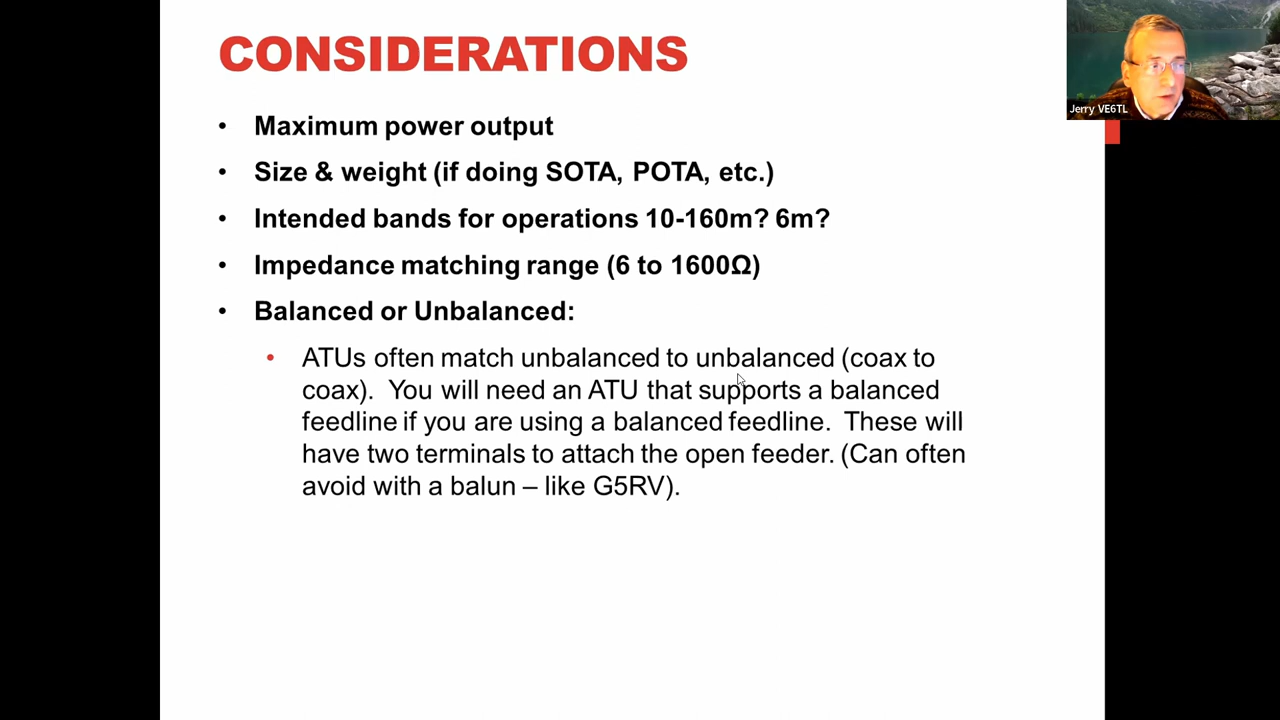 CONSIDERATIONS
• Maximum power output
• Size & weight (if doing SOTA, POTA, etc.)
• Intended bands for operations 10-160m? 6m?
• Impedance matching range (6 to 1600Ω)
• Balanced or Unbalanced:
• ATUs often match unbalanced to unbalanced (coax to
coax).  You will need an ATU that supports a balanced
feedline if you are using a balanced feedline.  These will
have two terminals to attach the open feeder. (Can often
avoid with a balun – like G5RV).
Jerry VE6TL